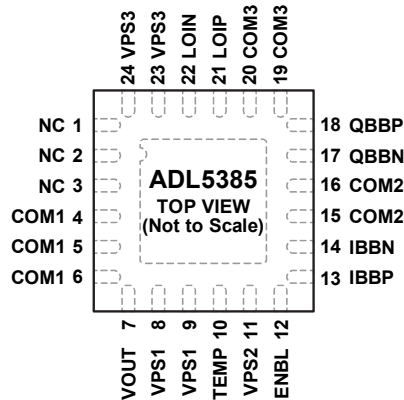 24 VPS3
23 VPS3
22 LOIN
21 LOIP
20 COM3
19 COM3
NC 1
NC 2
NC 3
COM1 4
COM1 5
COM1 6
ADL5385
TOP VIEW
(Not to Scale)
18 QBBP
17 QBBN
16 COM2
15 COM2
14 IBBN
13 IBBP
VOUT 7
VPS1 8
VPS1 9
TEMP 10
VPS2 11
ENBL 12